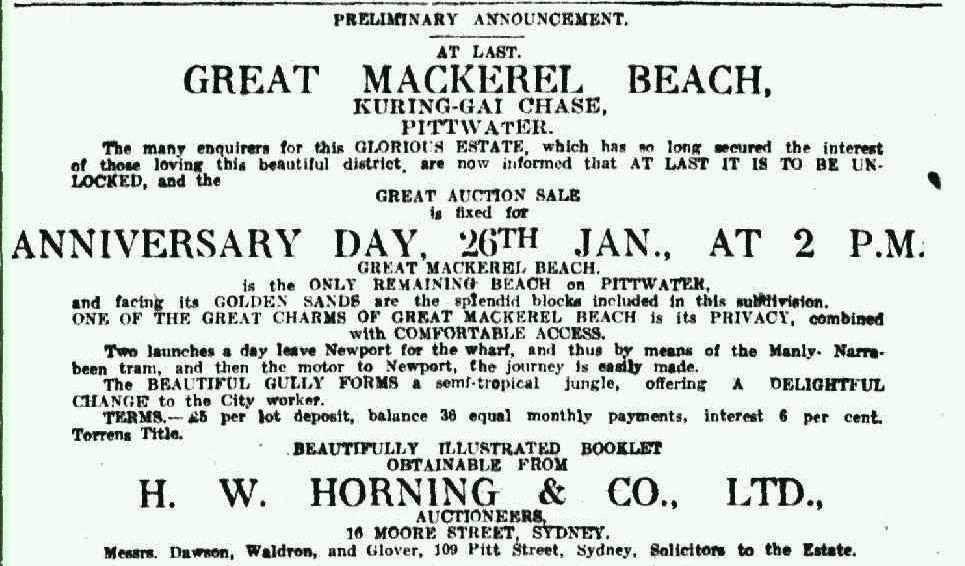 PRELIMINARY ANNOUNCEMENT.
AT LAST.
GREAT MACKEREL BEACH,
KURING-GAI CHASE,
PITTWATER.
The many enquirers for this GLORIOUS ESTATE, which has so long secured the interest
of those loving this beautiful district, are now informed that AT LAST IT IS TO BE UN-
LOCKED, and the
GREAT AUCTION SALE
is fixed for
ANNIVERSARY DAY, 26TH JAN., AT 2 P.M.
GREAT MACKEREL BEACH.
is the ONLY REMAINING BEACH on PITTWATER,
and facing its GOLDEN SANDS are the splendid blocks included in this subdivision.
ONE OF THE GREAT CHARMS OF GREAT MACKEREL BEACH is its PRIVACY, combined
with COMFORTABLE ACCESS.
Two launches a day leave Newport for the wharf, and thus by means of the Manly-Narra-
been tram, and then the motor to Newport, the journey is easily made.
The BEAUTIFUL GULLY FORMS a semi-tropical jungle, offering A DELIGHTFUL
CHANGE to the City worker.
TERMS.—£5 per lot deposit, balance 36 equal monthly payments, interest 6 per cent.
Torrens Title.
BEAUTIFULLY ILLUSTRATED BOOKLET
OBTAINABLE FROM
H. W. HORNING & CO., LTD.,
AUCTIONEERS,
16 MOORE STREET, SYDNEY.
Messrs. Dawson, Waldron, and Glover, 109 Pitt Street, Sydney, Solicitors to the Estate.